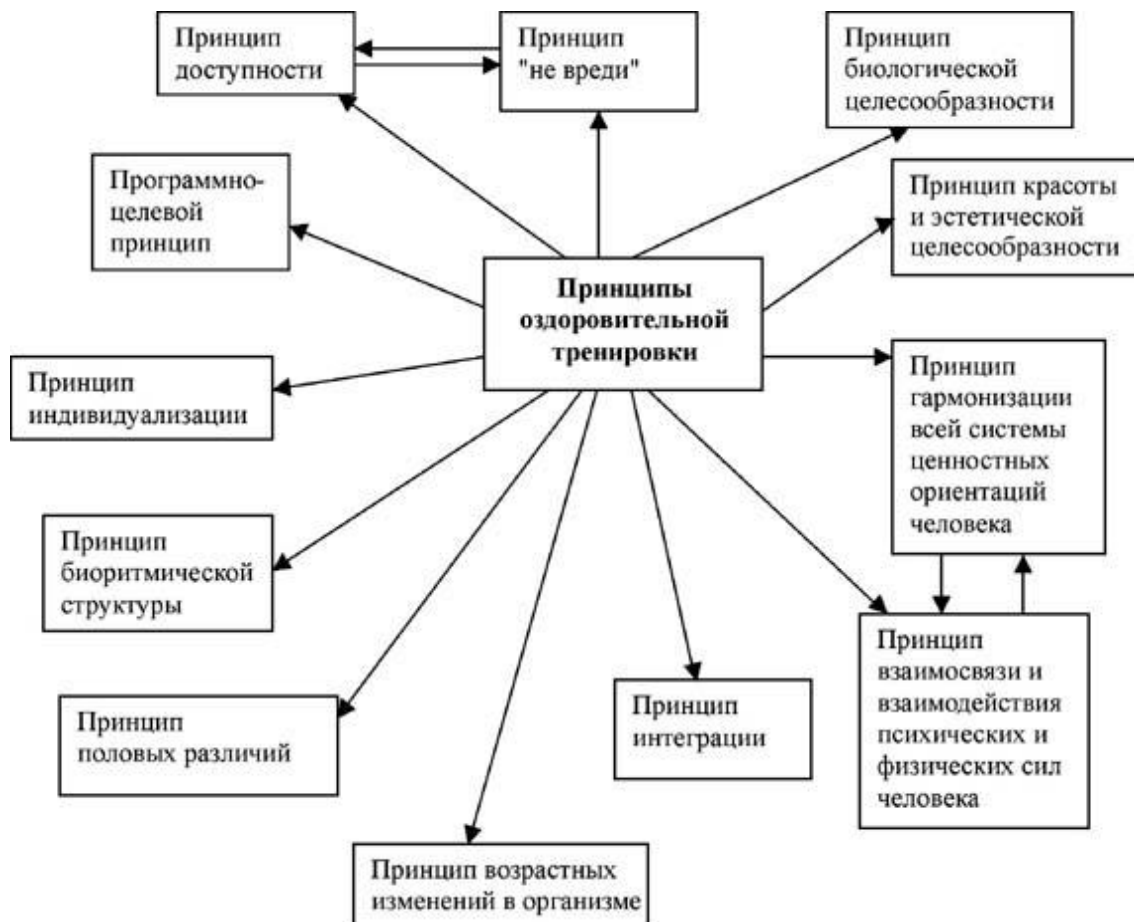 Принцип
доступности
Принцип
"не вреди"
Принцип
биологической
целесообразности
Программно-
целевой
принцип
Принцип красоты
и эстетической
целесообразности
Принципы
оздоровительной
тренировки
Принцип
индивидуализации
Принцип
гармонизации
всей системы
ценностных
ориентаций
человека
Принцип
биоритмической
структуры
Принцип
взаимосвязи и
взаимодействия
психических и
физических сил
человека
Принцип
половых различий
Принцип
интеграции
Принцип возрастных
изменений в организме